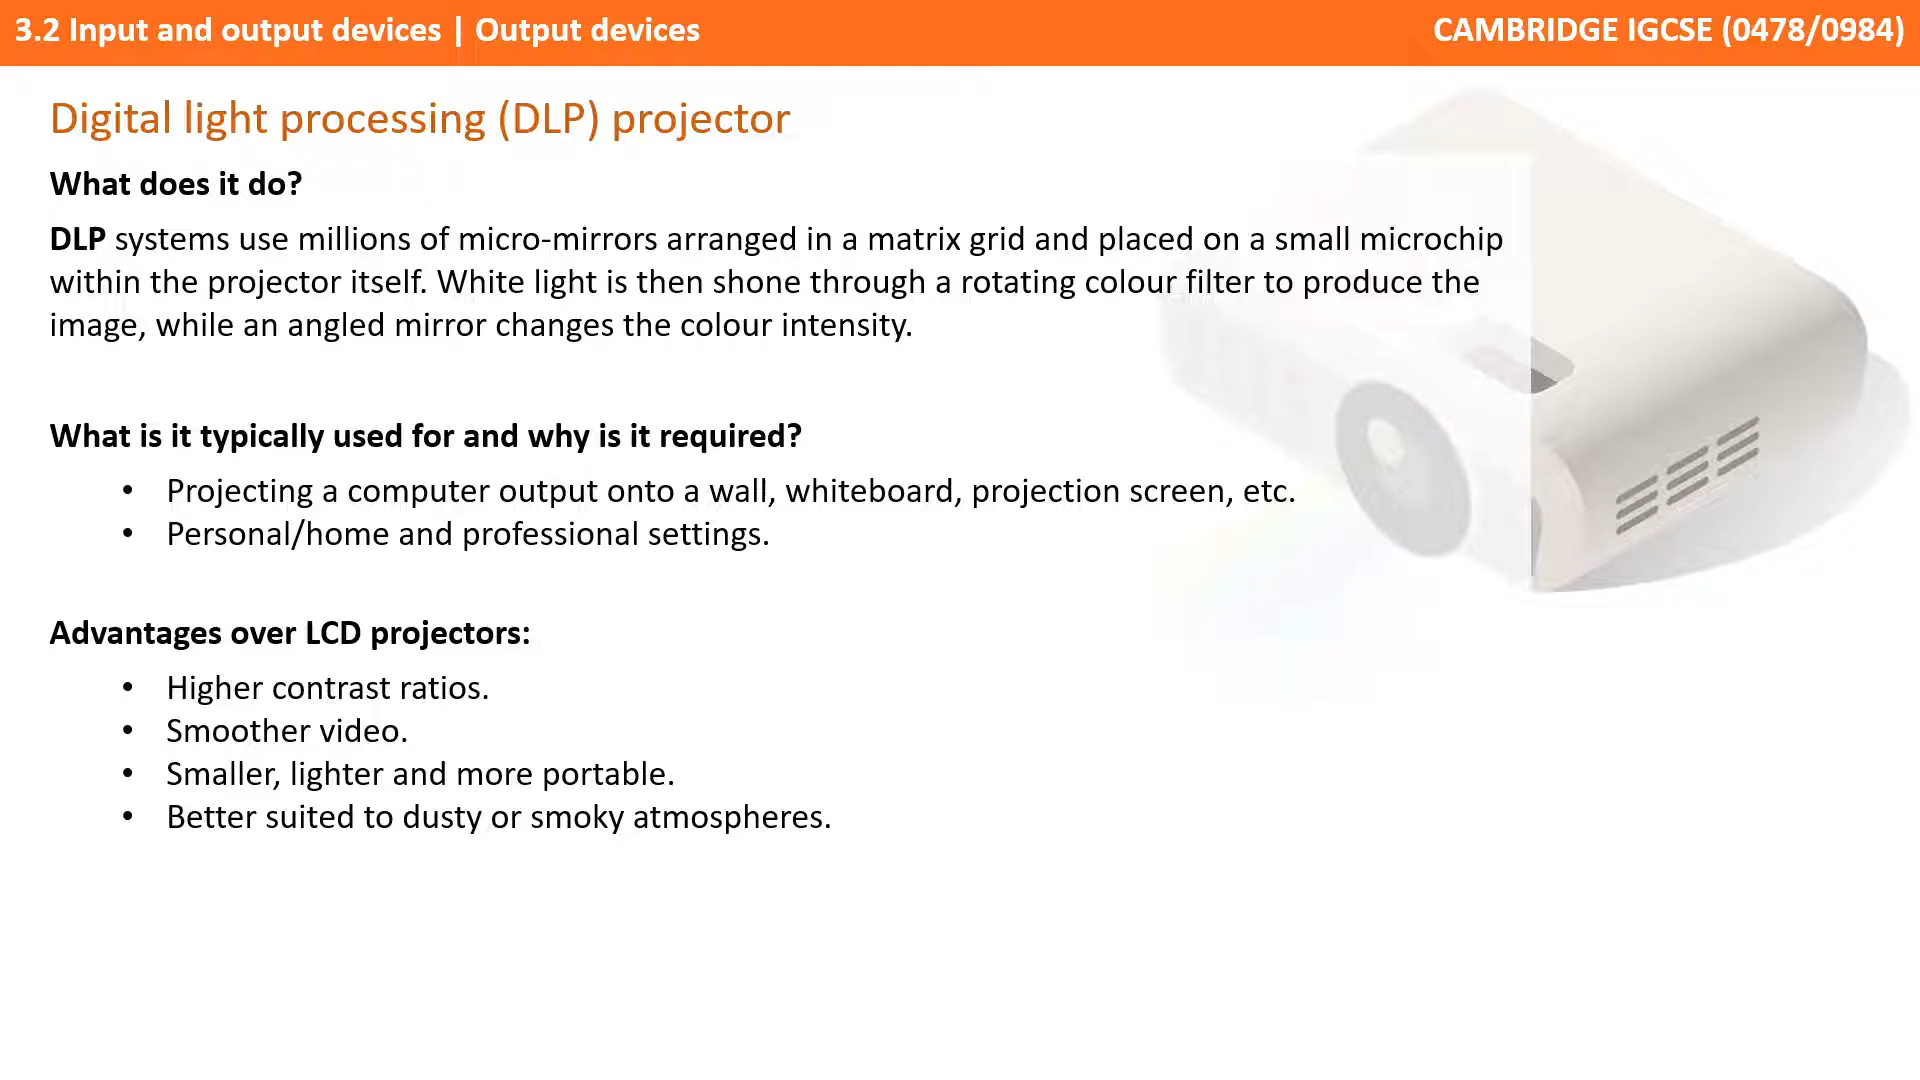 3.2 Input and output devices | Output devices
CAMBRIDGE IGCSE (0478/0984)
Digital light processing (DLP) projector
What does it do?
DLP systems use millions of micro-mirrors arranged in a matrix grid and placed on a small microchip
within the projector itself. White light is then shone through a rotating colour filter to produce the
image, while an angled mirror changes the colour intensity.
What is it typically used for and why is it required?
• Projecting a computer output onto a wall, whiteboard, projection screen, etc.
• Personal/home and professional settings.
Advantages over LCD projectors:
• Higher contrast ratios.
• Smoother video.
• Smaller, lighter and more portable.
• Better suited to dusty or smoky atmospheres.